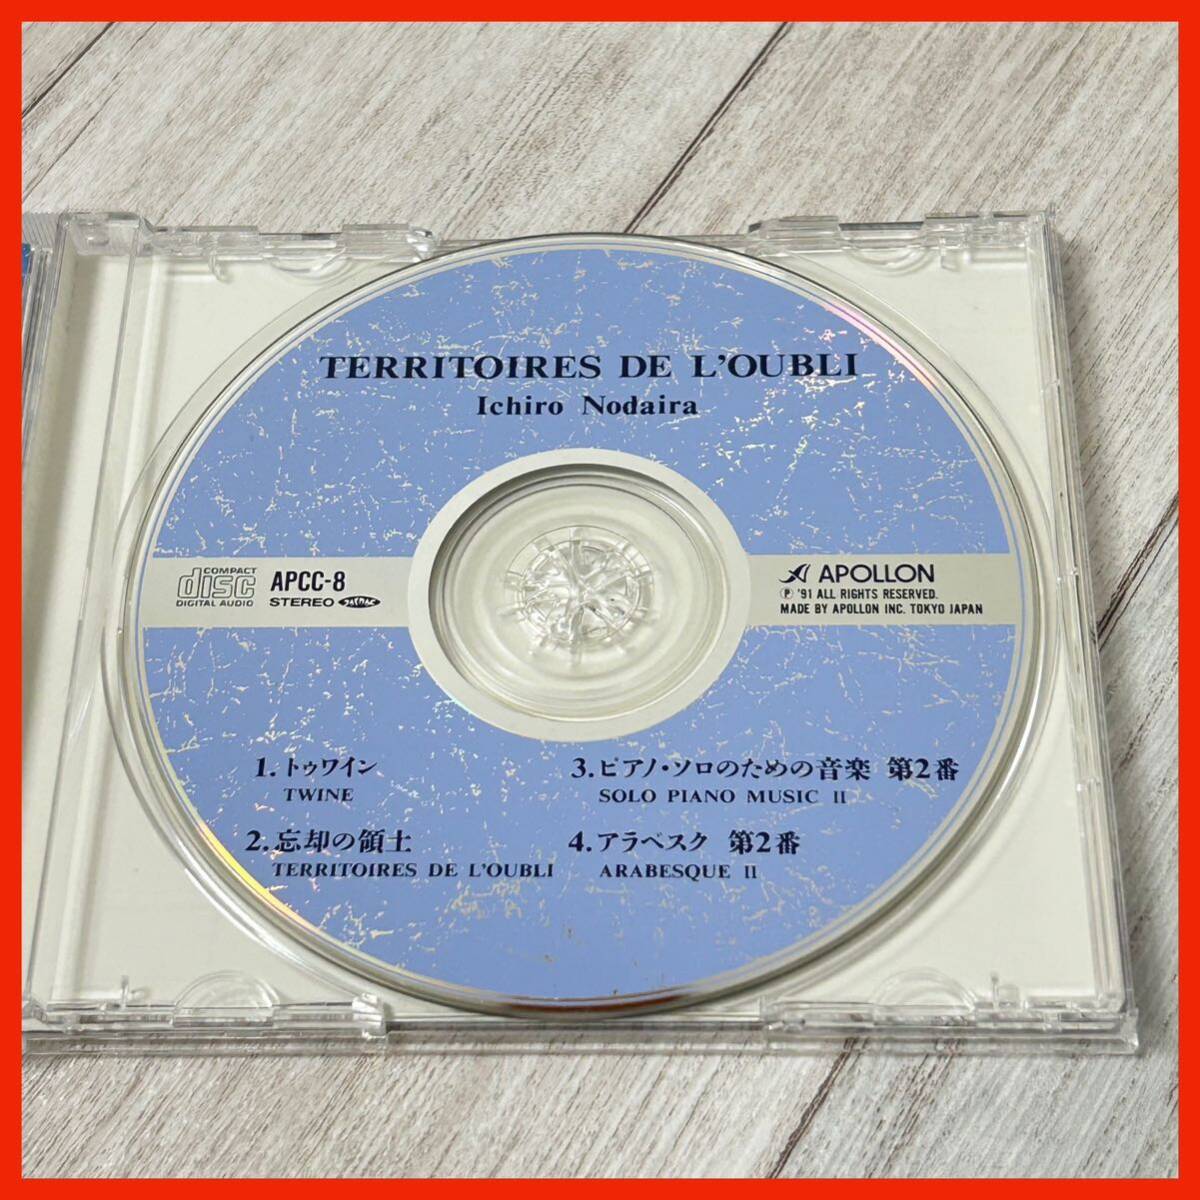 TERRITOIRES DE L'OUBLI
Ichiro Nodaira
COMPACT
disc
DIGITAL AUDIO
APCC-8
STEREO
APOLLON
Ⓟ '91 ALL RIGHTS RESERVED.
MADE BY APOLLON INC. TOKYO JAPAN
1. トゥワイン
TWINE
2. 忘却の領土
TERRITOIRES DE L'OUBLI
3. ピアノ・ソロのための音楽 第2番
SOLO PIANO MUSIC II
4. アラベスク 第2番
ARABESQUE II